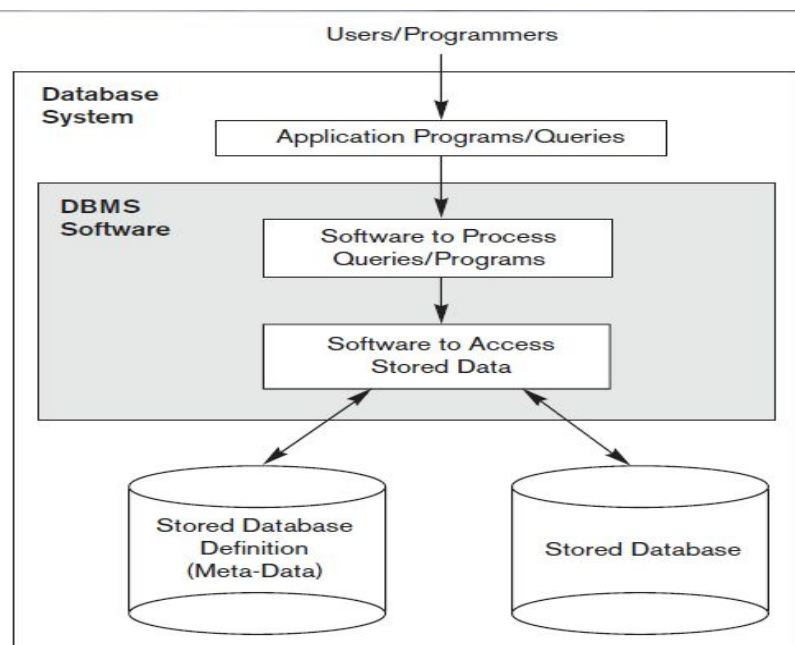 Users/Programmers
Database
System
Application Programs/Queries
DBMS
Software
Software to Process
Queries/Programs
Software to Access
Stored Data
Stored Database
Definition
(Meta-Data)
Stored Database